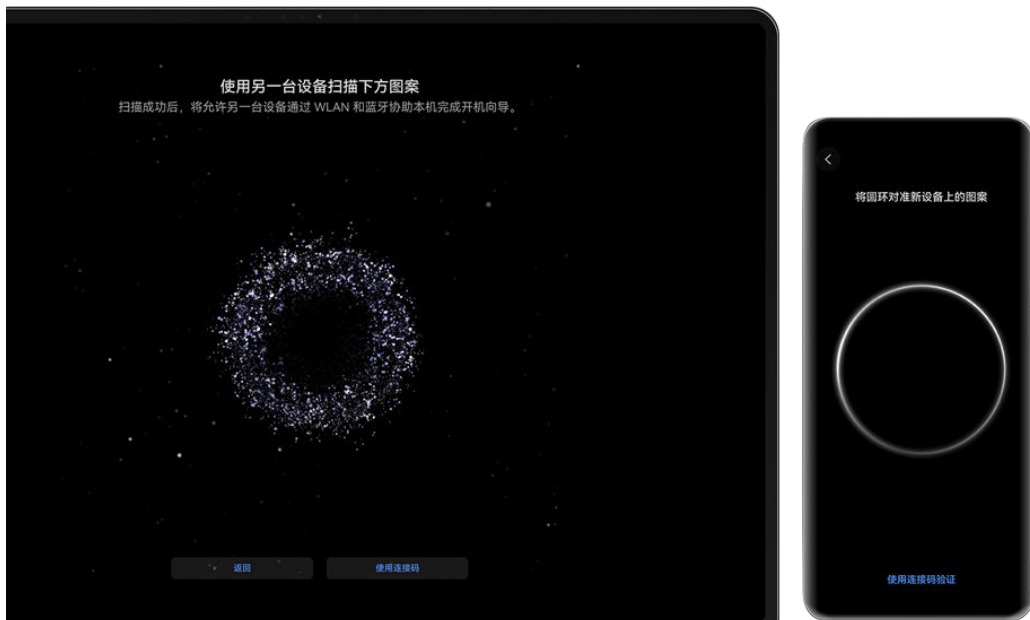 使用另一台设备扫描下方图案
扫描成功后，将允许另一台设备通过 WLAN 和蓝牙协助本机完成开机向导。
返回
使用连接码
将圆环对准新设备上的图案
使用连接码验证